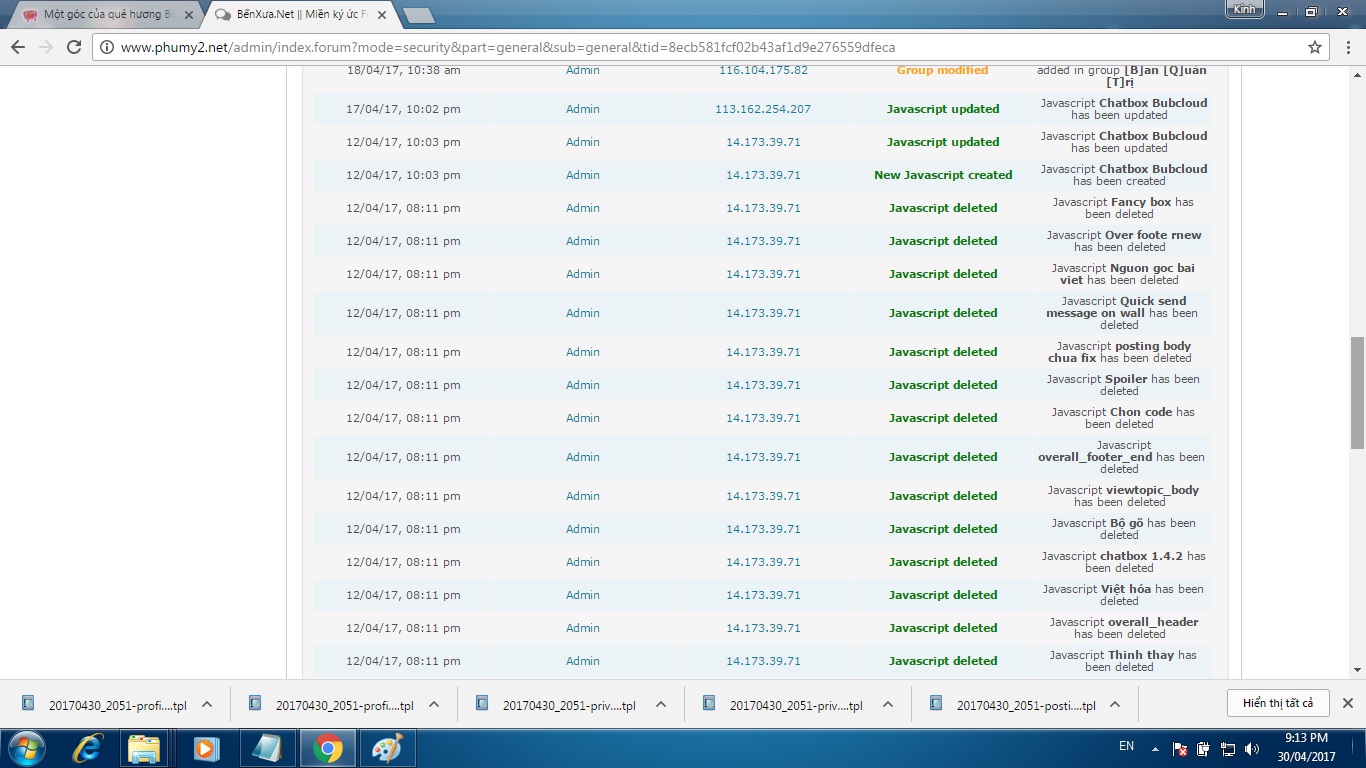 Một góc của quê hương B
BếnXưa.Net || Miền ký ức F
Kính
www.phumy2.net/admin/index.forum?mode=security&part=general&sub=general&tid=8ecb581fcf02b43af1d9e276559dfeca
18/04/17, 10:38 am Admin 116.104.175.82 Group modified added in group [B]an [Q]uản
[T]rị
17/04/17, 10:02 pm Admin 113.162.254.207 Javascript updated Javascript Chatbox Bubcloud
has been updated
12/04/17, 10:03 pm Admin 14.173.39.71 Javascript updated Javascript Chatbox Bubcloud
has been updated
12/04/17, 10:03 pm Admin 14.173.39.71 New Javascript created Javascript Chatbox Bubcloud
has been created
12/04/17, 08:11 pm Admin 14.173.39.71 Javascript deleted Javascript Fancy box has
been deleted
12/04/17, 08:11 pm Admin 14.173.39.71 Javascript deleted Javascript Over foote rnew
has been deleted
12/04/17, 08:11 pm Admin 14.173.39.71 Javascript deleted Javascript Nguon goc bai
viet has been deleted
12/04/17, 08:11 pm Admin 14.173.39.71 Javascript deleted Javascript Quick send
message on wall has been
deleted
12/04/17, 08:11 pm Admin 14.173.39.71 Javascript deleted Javascript posting body
chua fix has been deleted
12/04/17, 08:11 pm Admin 14.173.39.71 Javascript deleted Javascript Spoiler has been
deleted
12/04/17, 08:11 pm Admin 14.173.39.71 Javascript deleted Javascript Chon code has
been deleted
12/04/17, 08:11 pm Admin 14.173.39.71 Javascript deleted Javascript
overall_footer_end has been
deleted
12/04/17, 08:11 pm Admin 14.173.39.71 Javascript deleted Javascript viewtopic_body
has been deleted
12/04/17, 08:11 pm Admin 14.173.39.71 Javascript deleted Javascript Bộ gõ has been
deleted
12/04/17, 08:11 pm Admin 14.173.39.71 Javascript deleted Javascript chatbox 1.4.2 has
been deleted
12/04/17, 08:11 pm Admin 14.173.39.71 Javascript deleted Javascript Việt hóa has been
deleted
12/04/17, 08:11 pm Admin 14.173.39.71 Javascript deleted Javascript overall_header
has been deleted
12/04/17, 08:11 pm Admin 14.173.39.71 Javascript deleted Javascript Thinh thay has
been deleted
20170430_2051-profi....tpl
20170430_2051-profi....tpl
20170430_2051-priv....tpl
20170430_2051-priv....tpl
20170430_2051-posti....tpl
Hiển thị tất cả
EN
9:13 PM
30/04/2017